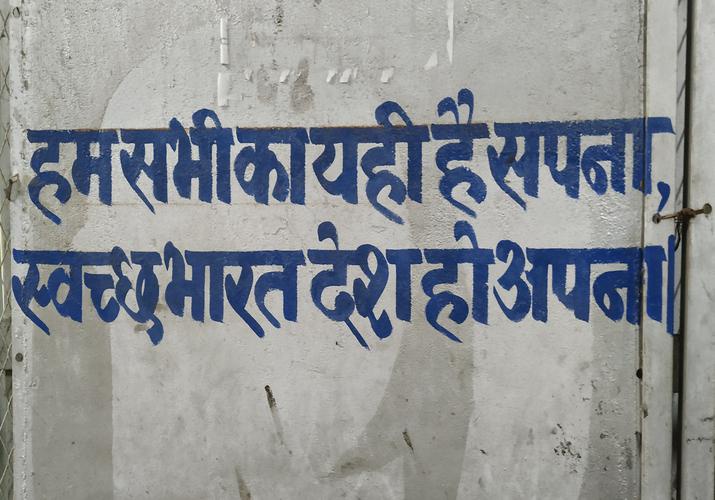 हम सभी का यही है सपना,
स्वच्छ भारत देश हो अपना।